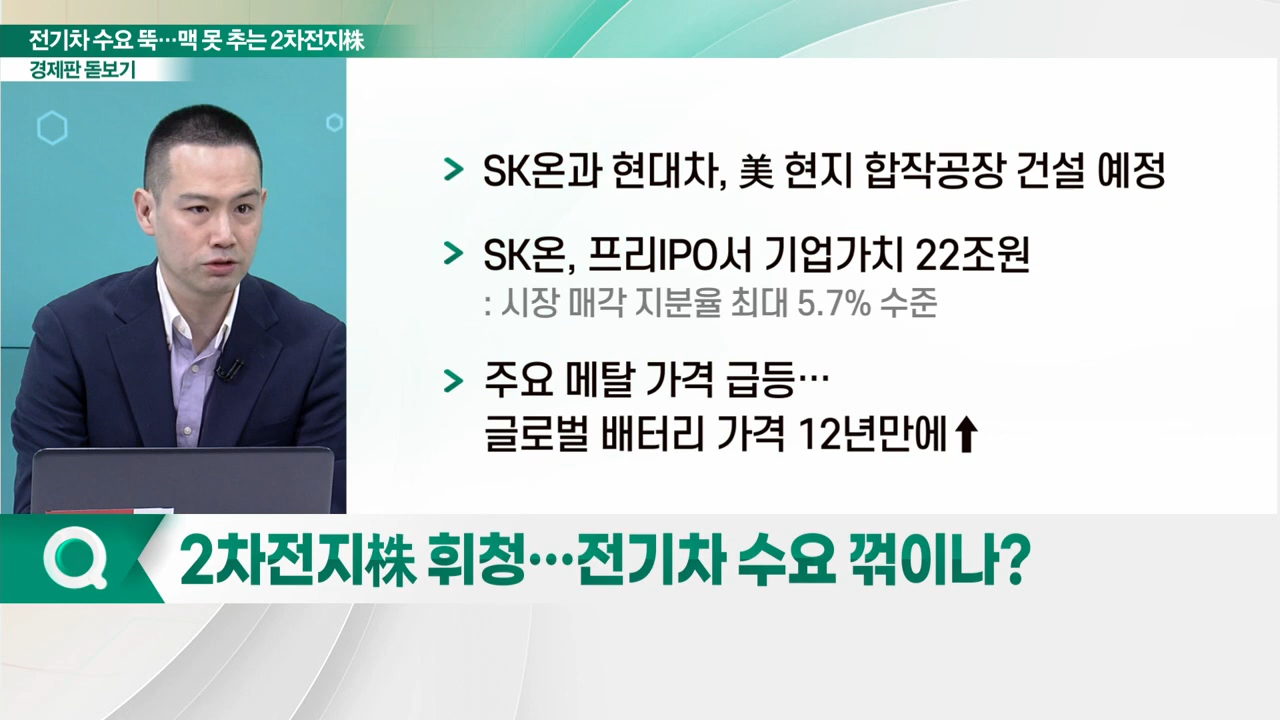 전기차 수요 뚝…맥 못 추는 2차전지株
경제판 돋보기
> SK온과 현대차, 美 현지 합작공장 건설 예정
> SK온, 프리IPO서 기업가치 22조원
: 시장 매각 지분율 최대 5.7% 수준
> 주요 메탈 가격 급등…
글로벌 배터리 가격 12년만에⬆
Q 2차전지株 휘청…전기차 수요 꺾이나?